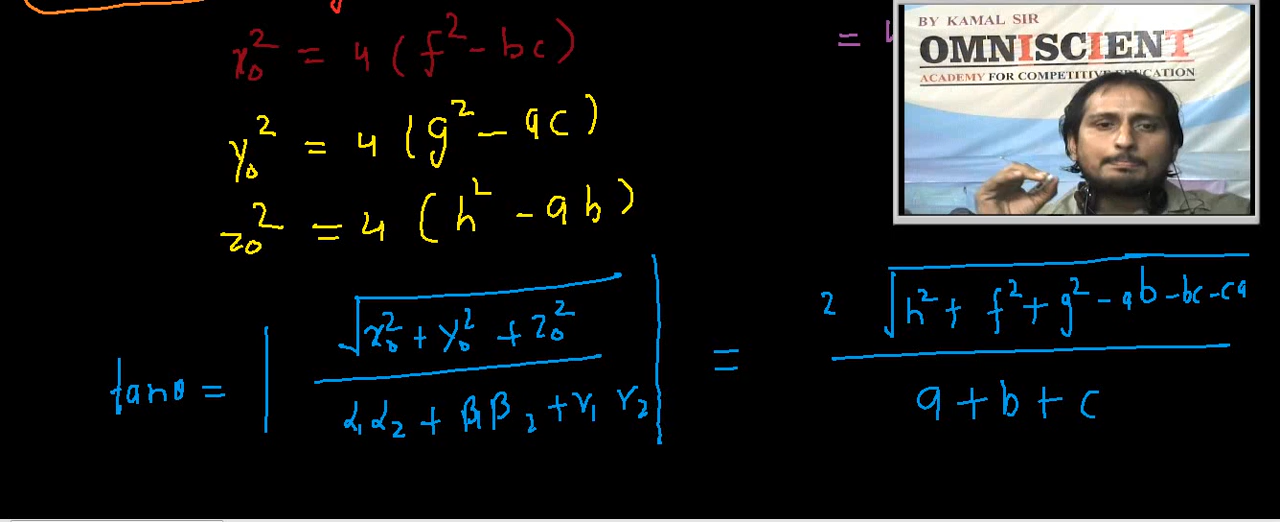 x₀² = 4 ( f² - bc )
=
BY KAMAL SIR
OMNISCIENT
ACADEMY FOR COMPETITIVE EDUCATION
y₀² = 4 ( g² - ac )
z₀² = 4 ( h² - ab )
tanθ = | √x₀² + y₀² + z₀² / α₁α₂ + β₁β₂ + γ₁γ₂ | = 2 √h² + f² + g² - ab - bc - ca / a + b + c